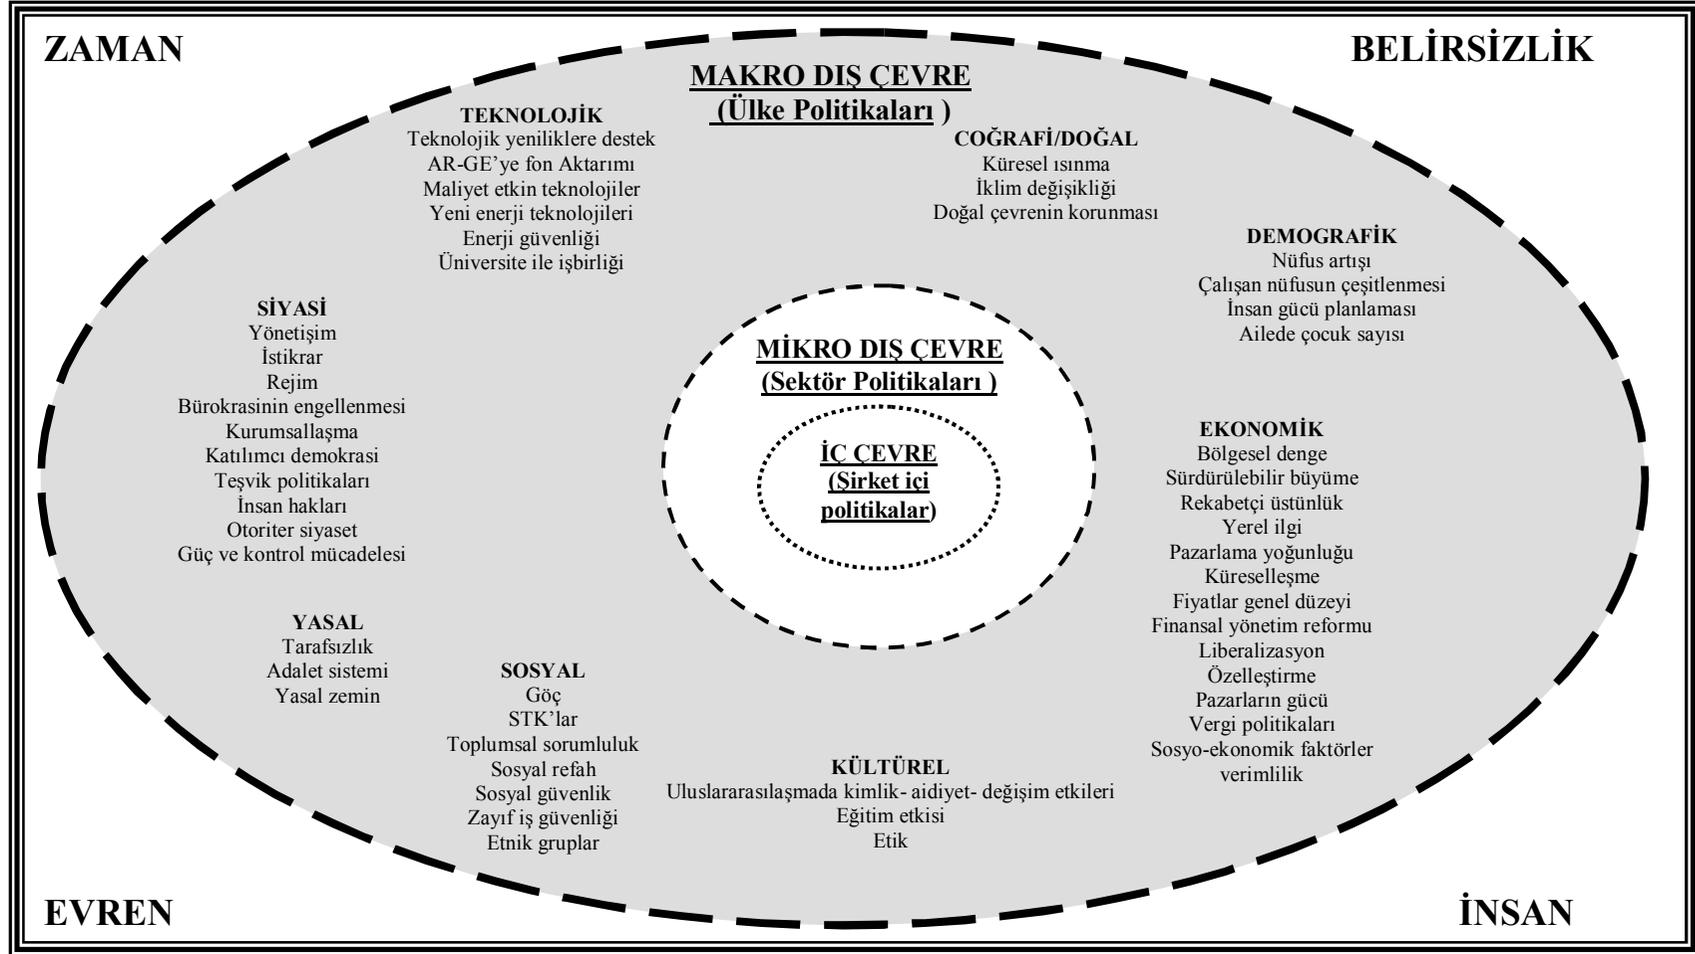 ZAMAN
BELİRSİZLİK
MAKRO DIŞ ÇEVRE
(Ülke Politikaları )
TEKNOLOJİK
Teknolojik yeniliklere destek
AR-GE’ye fon Aktarımı
Maliyet etkin teknolojiler
Yeni enerji teknolojileri
Enerji güvenliği
Üniversite ile işbirliği
COĞRAFİ/DOĞAL
Küresel ısınma
İklim değişikliği
Doğal çevrenin korunması
DEMOGRAFİK
Nüfus artışı
Çalışan nüfusun çeşitlenmesi
İnsan gücü planlaması
Ailede çocuk sayısı
SİYASİ
Yönetişim
İstikrar
Rejim
Bürokrasinin engellenmesi
Kurumsallaşma
Katılımcı demokrasi
Teşvik politikaları
İnsan hakları
Otoriter siyaset
Güç ve kontrol mücadelesi
MİKRO DIŞ ÇEVRE
(Sektör Politikaları )
İÇ ÇEVRE
(Şirket içi
politikalar)
EKONOMİK
Bölgesel denge
Sürdürülebilir büyüme
Rekabetçi üstünlük
Yerel ilgi
Pazarlama yoğunluğu
Küreselleşme
Fiyatlar genel düzeyi
Finansal yönetim reformu
Liberalizasyon
Özelleştirme
Pazarların gücü
Vergi politikaları
Sosyo-ekonomik faktörler
verimlilik
YASAL
Tarafsızlık
Adalet sistemi
Yasal zemin
SOSYAL
Göç
STK’lar
Toplumsal sorumluluk
Sosyal refah
Sosyal güvenlik
Zayıf iş güvenliği
Etnik gruplar
KÜLTÜREL
Uluslararasılaşmada kimlik- aidiyet- değişim etkileri
Eğitim etkisi
Etik
EVREN
İNSAN